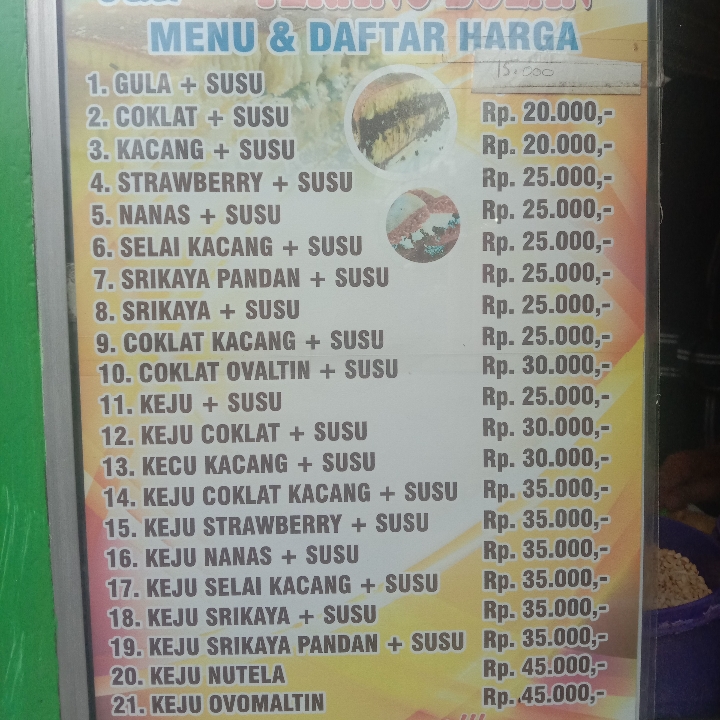 MENU & DAFTAR HARGA
15.000
1. GULA + SUSU
2. COKLAT + SUSU Rp. 20.000,-
3. KACANG + SUSU Rp. 20.000,-
4. STRAWBERRY + SUSU Rp. 25.000,-
5. NANAS + SUSU Rp. 25.000,-
6. SELAI KACANG + SUSU Rp. 25.000,-
7. SRIKAYA PANDAN + SUSU Rp. 25.000,-
8. SRIKAYA + SUSU Rp. 25.000,-
9. COKLAT KACANG + SUSU Rp. 25.000,-
10. COKLAT OVALTIN + SUSU Rp. 30.000,-
11. KEJU + SUSU Rp. 25.000,-
12. KEJU COKLAT + SUSU Rp. 30.000,-
13. KECU KACANG + SUSU Rp. 30.000,-
14. KEJU COKLAT KACANG + SUSU Rp. 35.000,-
15. KEJU STRAWBERRY + SUSU Rp. 35.000,-
16. KEJU NANAS + SUSU Rp. 35.000,-
17. KEJU SELAI KACANG + SUSU Rp. 35.000,-
18. KEJU SRIKAYA + SUSU Rp. 35.000,-
19. KEJU SRIKAYA PANDAN + SUSU Rp. 35.000,-
20. KEJU NUTELA Rp. 45.000,-
21. KEJU OVOMALTIN Rp. 45.000,-